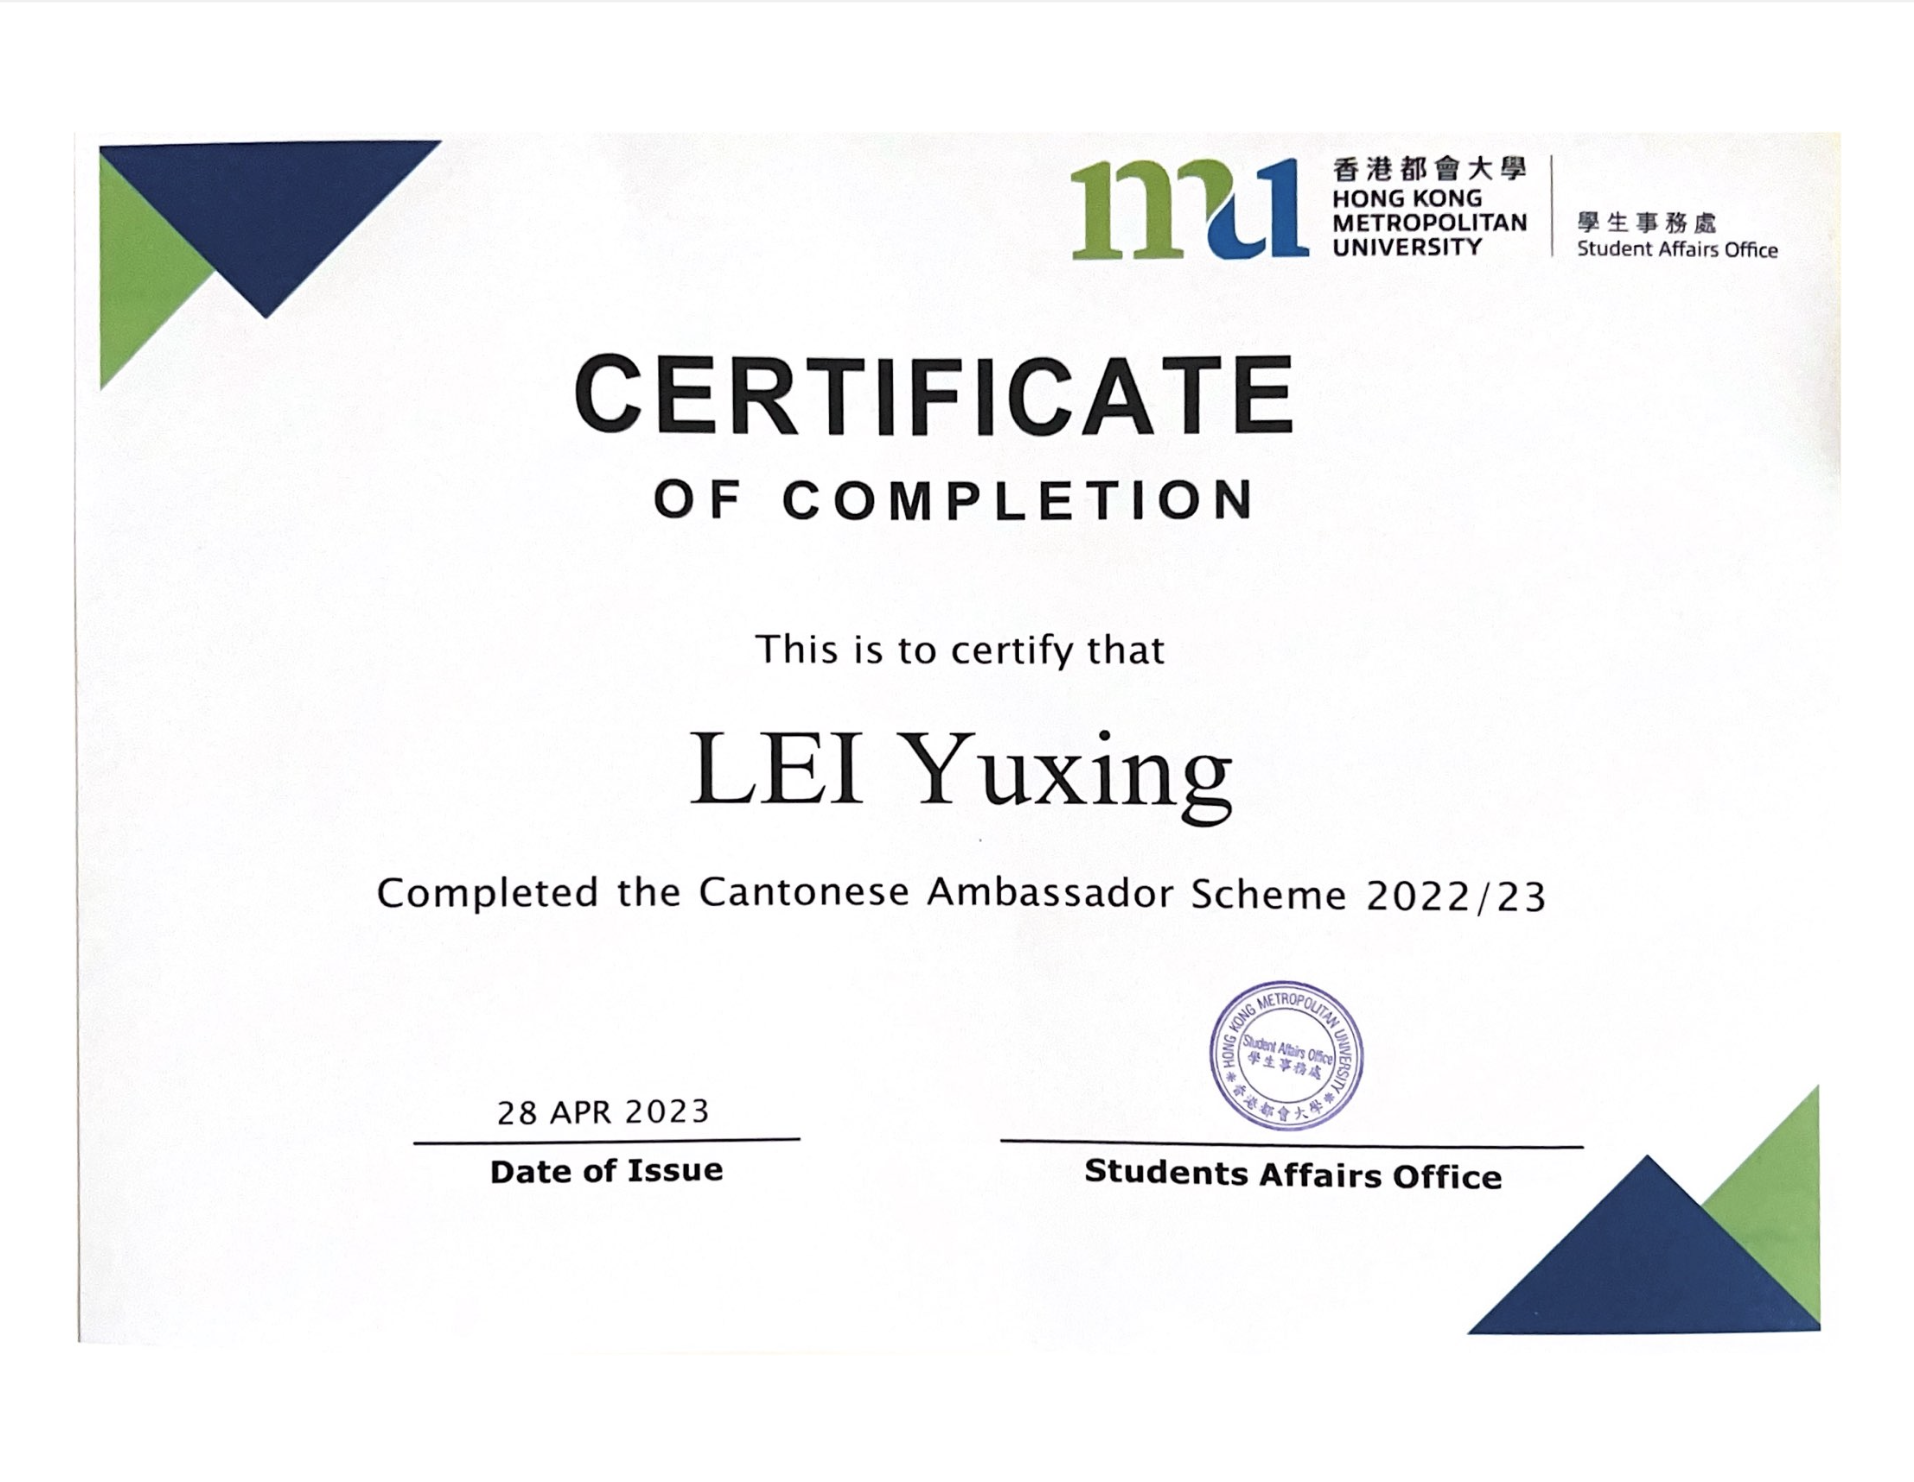 mu
香港都會大學
HONG KONG
METROPOLITAN
UNIVERSITY
學生事務處
Student Affairs Office
CERTIFICATE
OF COMPLETION
This is to certify that
LEI Yuxing
Completed the Cantonese Ambassador Scheme 2022/23
HONG KONG METROPOLITAN UNIVERSITY
Student Affairs Office
學生事務處
香港都會大學
28 APR 2023
Date of Issue
Students Affairs Office